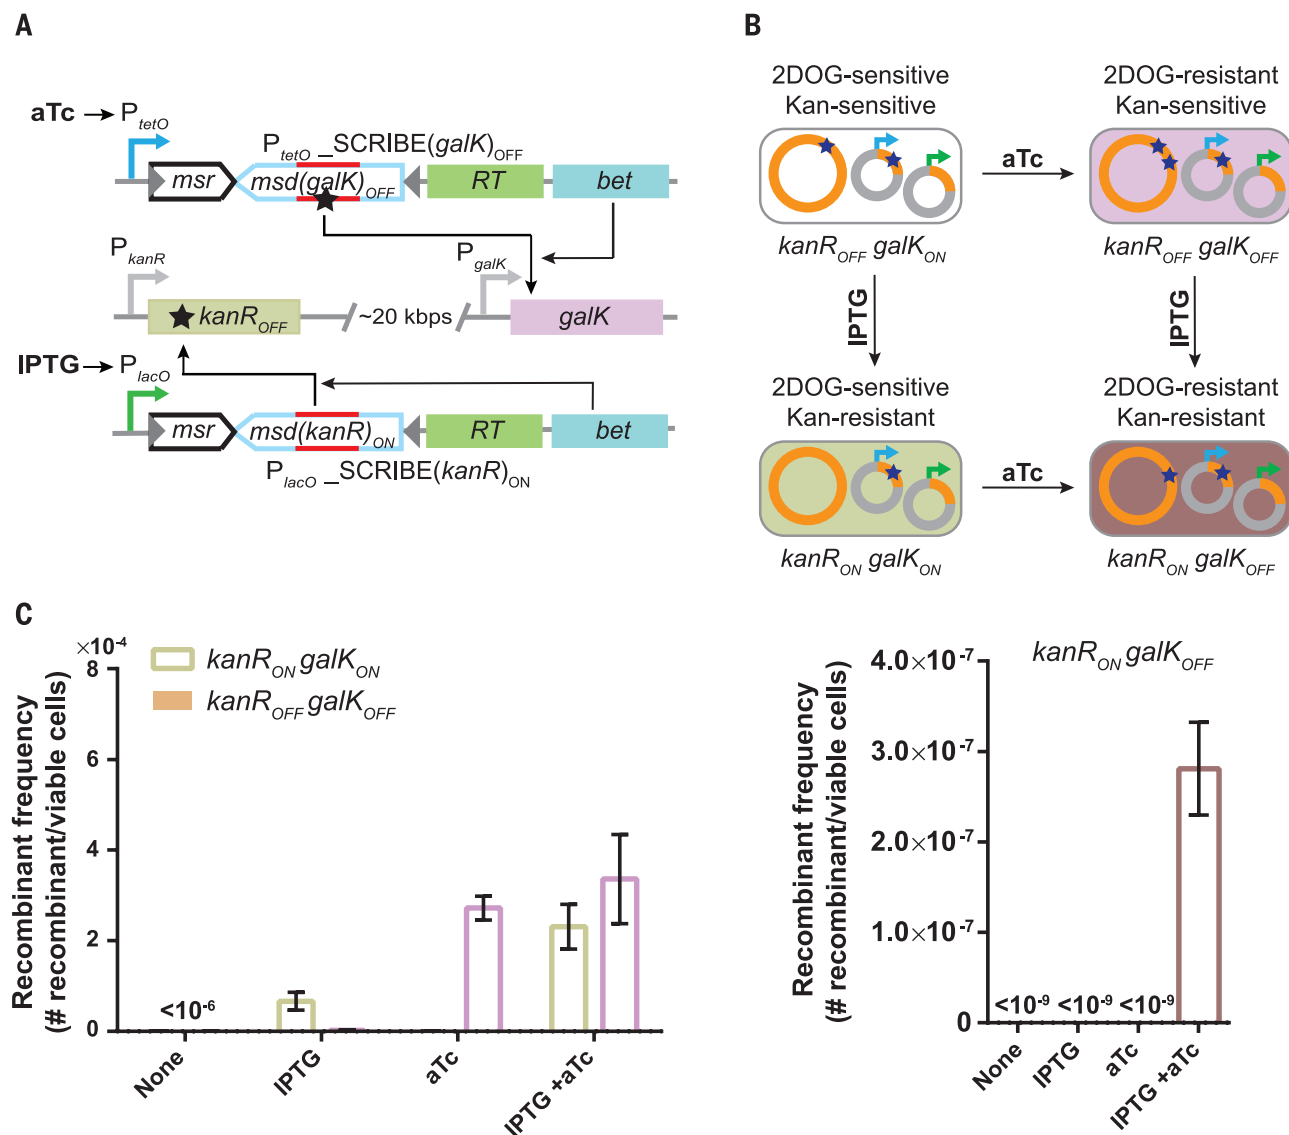 A
aTc → P_tetO
P_tetO_SCRIBE(galK)_OFF
msr
msd(galK)_OFF
RT
bet
P_kanR
P_galK
kanR_OFF
~20 kbps
galK
IPTG → P_lacO
msr
msd(kanR)_ON
RT
bet
P_lacO_SCRIBE(kanR)_ON
B
2DOG-sensitive
Kan-sensitive
aTc
2DOG-resistant
Kan-sensitive
kanR_OFF galK_ON
kanR_OFF galK_OFF
IPTG
IPTG
2DOG-sensitive
Kan-resistant
aTc
2DOG-resistant
Kan-resistant
kanR_ON galK_ON
kanR_ON galK_OFF
C
×10⁻⁴
kanR_ON galK_ON
kanR_OFF galK_OFF
Recombinant frequency
(# recombinant/viable cells)
8
6
4
2
0
<10⁻⁶
None
IPTG
aTc
IPTG +aTc
kanR_ON galK_OFF
Recombinant frequency
(# recombinant/viable cells)
4.0×10⁻⁷
3.0×10⁻⁷
2.0×10⁻⁷
1.0×10⁻⁷
0
<10⁻⁹
<10⁻⁹
<10⁻⁹
None
IPTG
aTc
IPTG +aTc